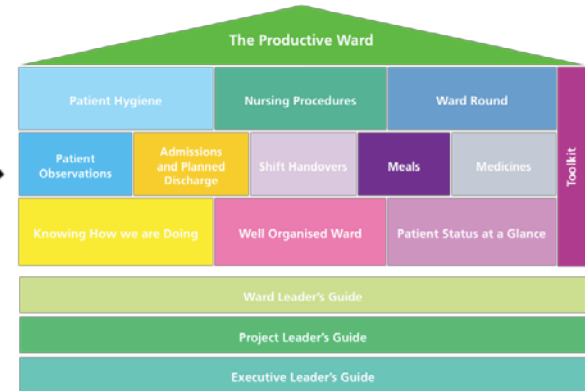 The Productive Ward
Patient Hygiene
Nursing Procedures
Ward Round
Patient
Observations
Admissions
and Planned
Discharge
Shift Handovers
Meals
Medicines
Toolkit
Knowing How we are Doing
Well Organised Ward
Patient Status at a Glance
Ward Leader's Guide
Project Leader's Guide
Executive Leader's Guide